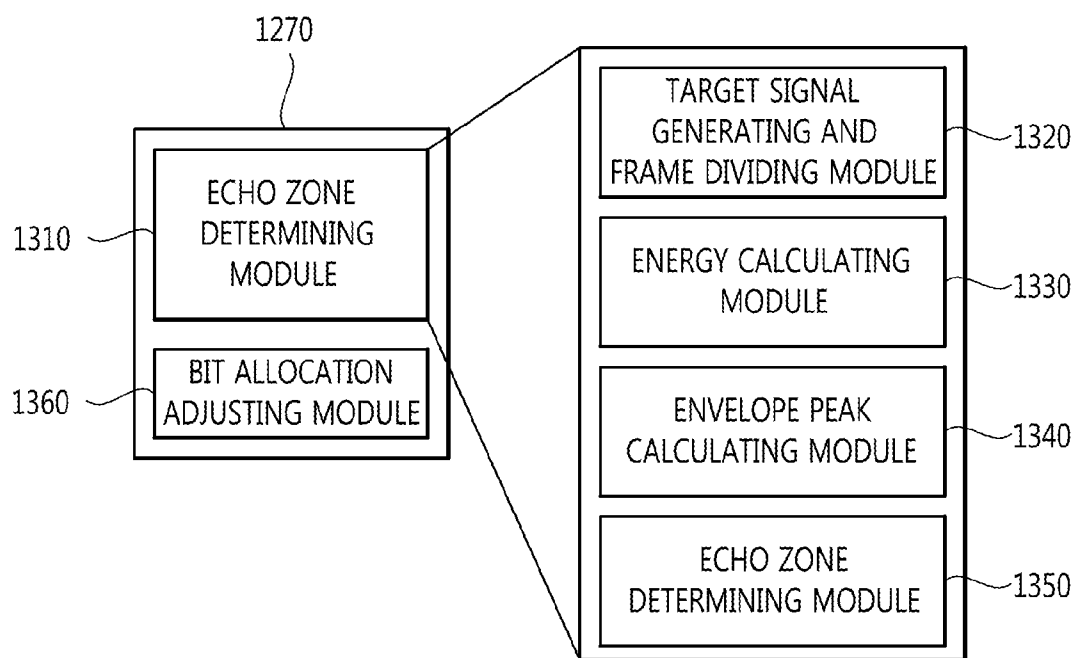 1270
1310
ECHO ZONE
DETERMINING
MODULE
1360
BIT ALLOCATION
ADJUSTING MODULE
TARGET SIGNAL
GENERATING AND
FRAME DIVIDING MODULE
1320
ENERGY CALCULATING
MODULE
1330
ENVELOPE PEAK
CALCULATING MODULE
1340
ECHO ZONE
DETERMINING MODULE
1350